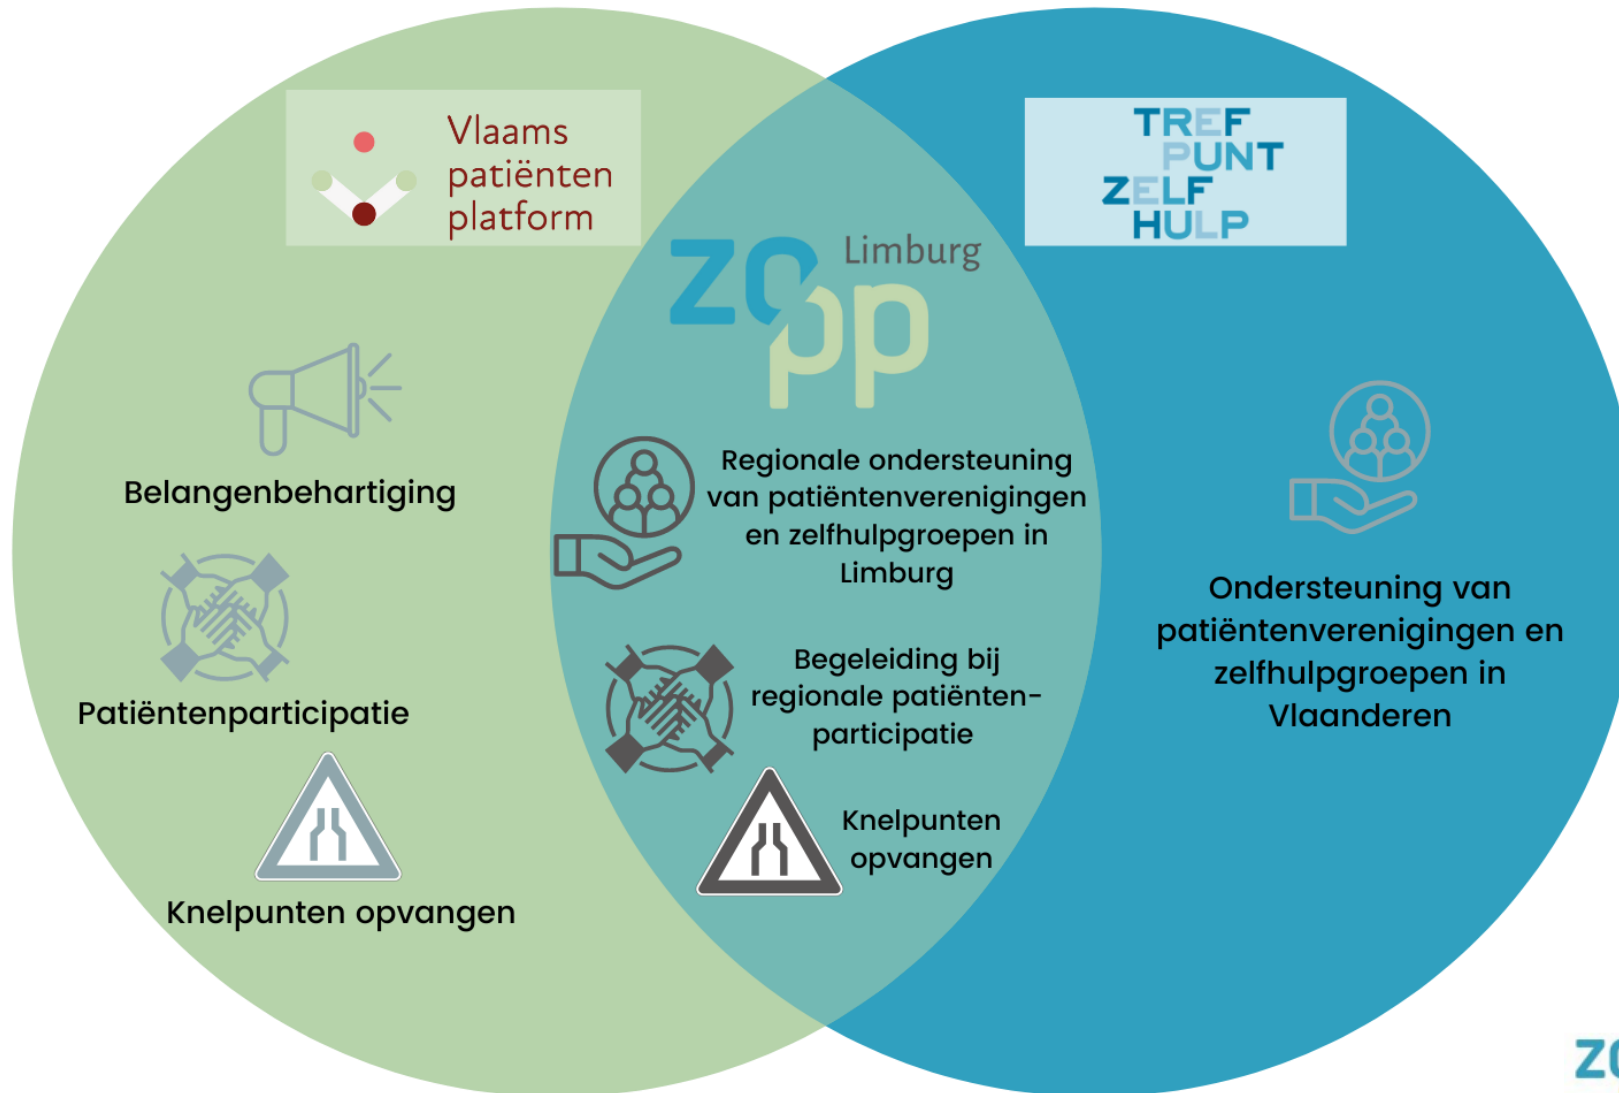 Vlaams
patiënten
platform
Belangenbehartiging
Patiëntenparticipatie
Knelpunten opvangen
zopp Limburg
Regionale ondersteuning
van patiëntenverenigingen
en zelfhulpgroepen in
Limburg
Begeleiding bij
regionale patiënten-
participatie
Knelpunten
opvangen
TREF
PUNT
ZELF
HULP
Ondersteuning van
patiëntenverenigingen en
zelfhulpgroepen in
Vlaanderen